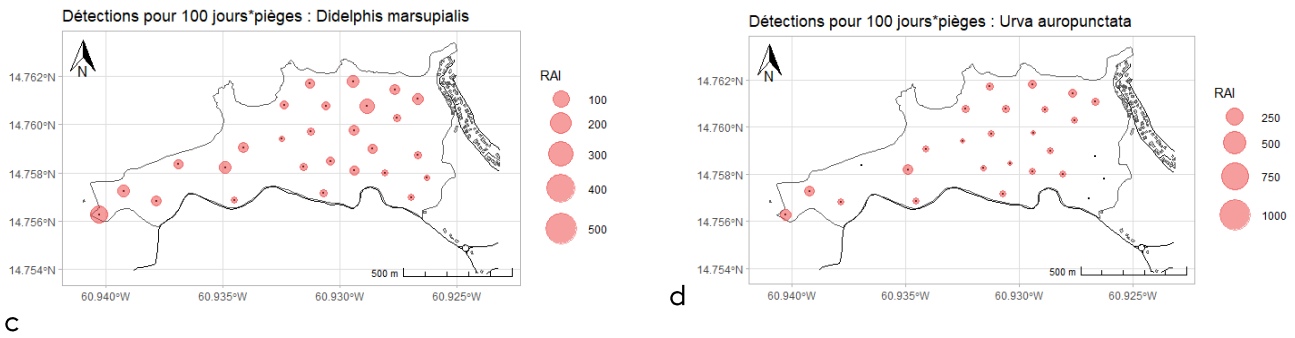 Détections pour 100 jours*pièges : Didelphis marsupialis
N
14.762°N
14.760°N
14.758°N
14.756°N
14.754°N
500 m
60.940°W
60.935°W
60.930°W
60.925°W
RAI
100
200
300
400
500
c
Détections pour 100 jours*pièges : Urva auropunctata
N
14.762°N
14.760°N
14.758°N
14.756°N
14.754°N
500 m
60.940°W
60.935°W
60.930°W
60.925°W
RAI
250
500
750
1000
d